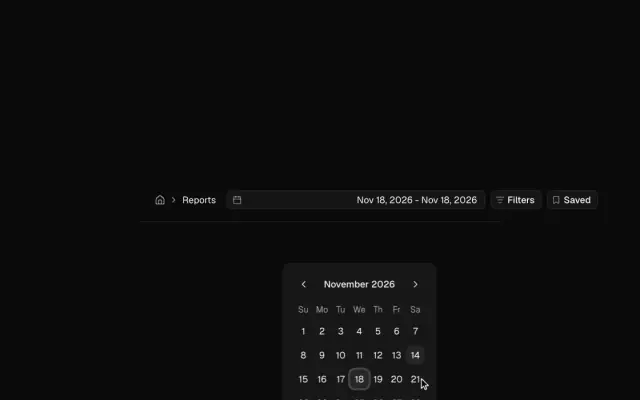 Reports
Nov 18, 2026 - Nov 18, 2026
Filters
Saved
November 2026
Su Mo Tu We Th Fr Sa
1 2 3 4 5 6 7
8 9 10 11 12 13 14
15 16 17 18 19 20 21